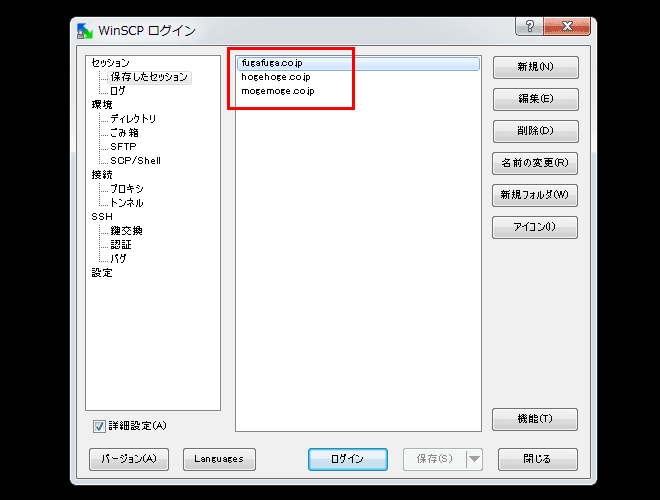 WinSCP ログイン
?
セッション
保存したセッション
ログ
環境
ディレクトリ
ごみ箱
SFTP
SCP/Shell
接続
プロキシ
トンネル
SSH
鍵交換
認証
バグ
設定
詳細設定(A)
fugafuga.co.jp
hogehoge.co.jp
mogemoge.co.jp
新規(N)
編集(E)
削除(D)
名前の変更(R)
新規フォルダ(W)
アイコン(I)
機能(T)
バージョン(A)
Languages
ログイン
保存(S)
閉じる